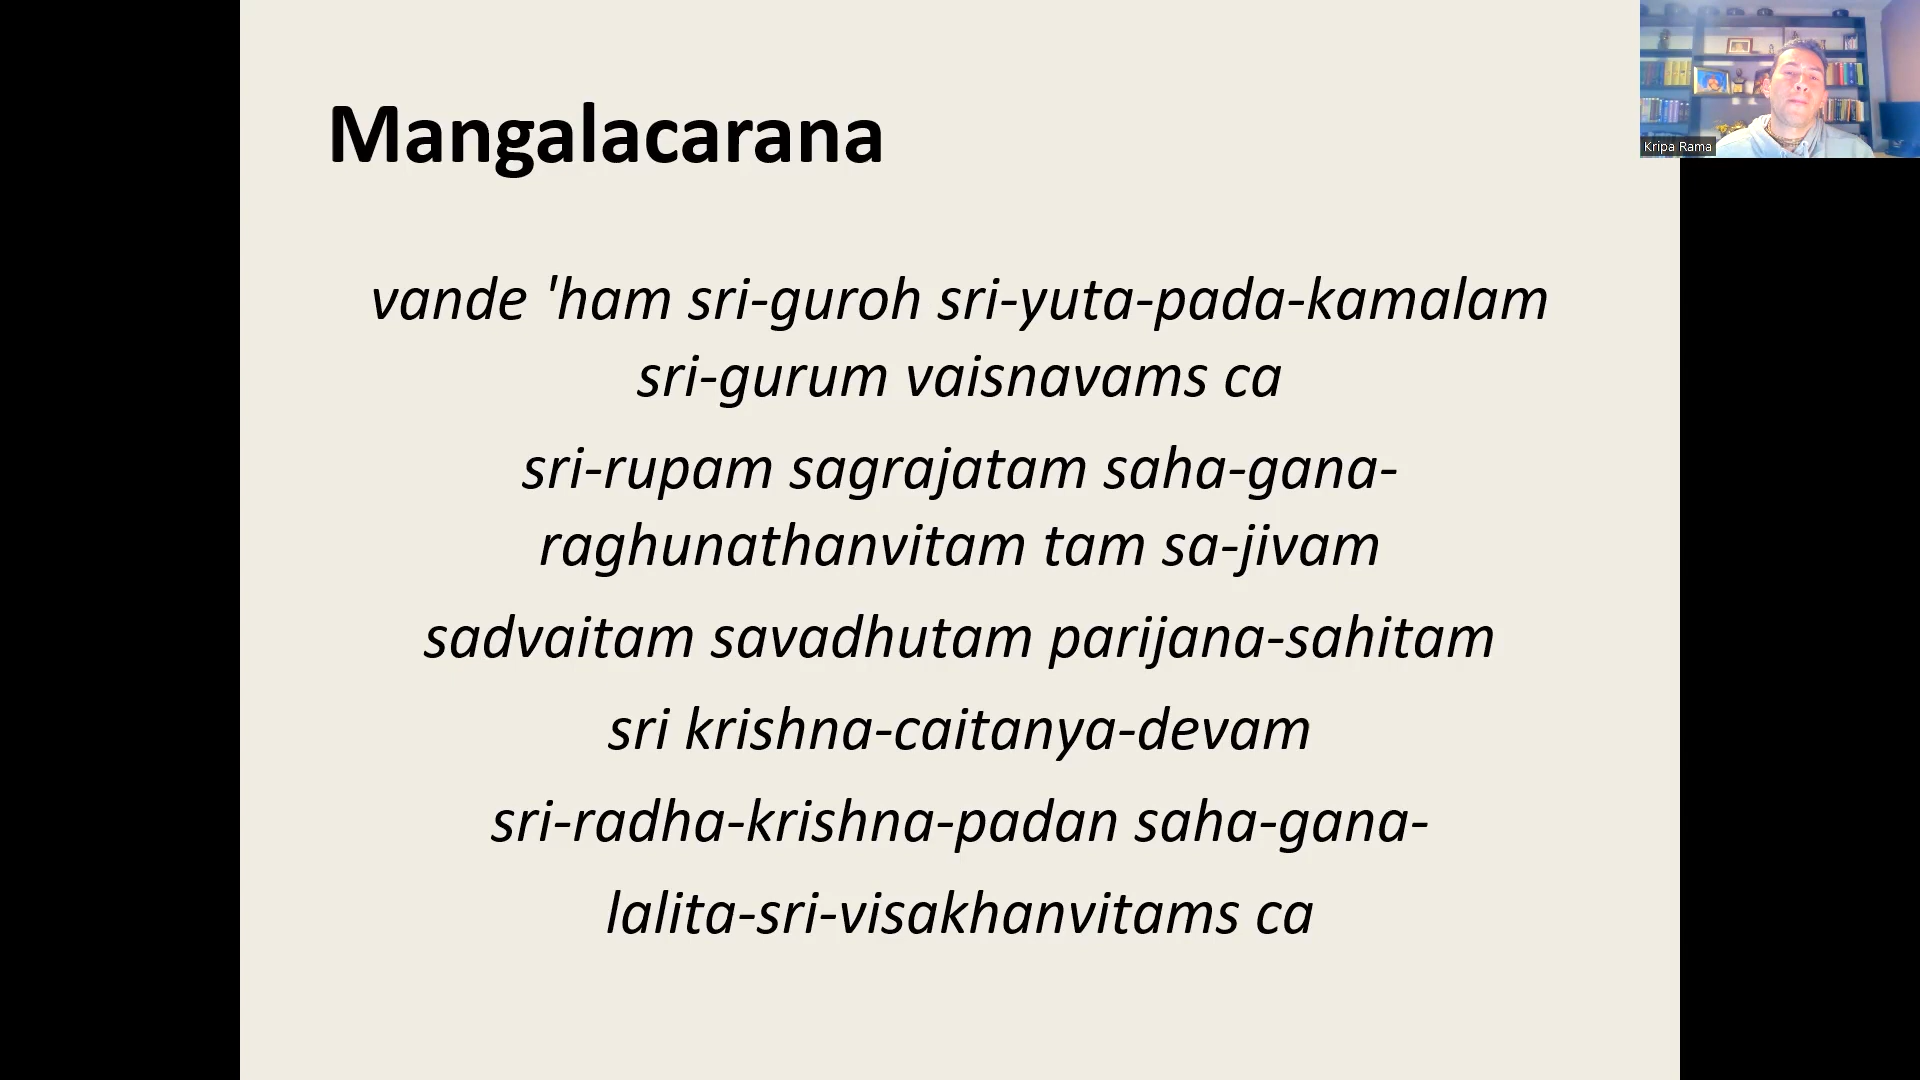 Mangalacarana
Kripa Rama
vande 'ham sri-guroh sri-yuta-pada-kamalam
sri-gurum vaisnavams ca
sri-rupam sagrajatam saha-gana-
raghunathanvitam tam sa-jivam
sadvaitam savadhutam parijana-sahitam
sri krishna-caitanya-devam
sri-radha-krishna-padan saha-gana-
lalita-sri-visakhanvitams ca